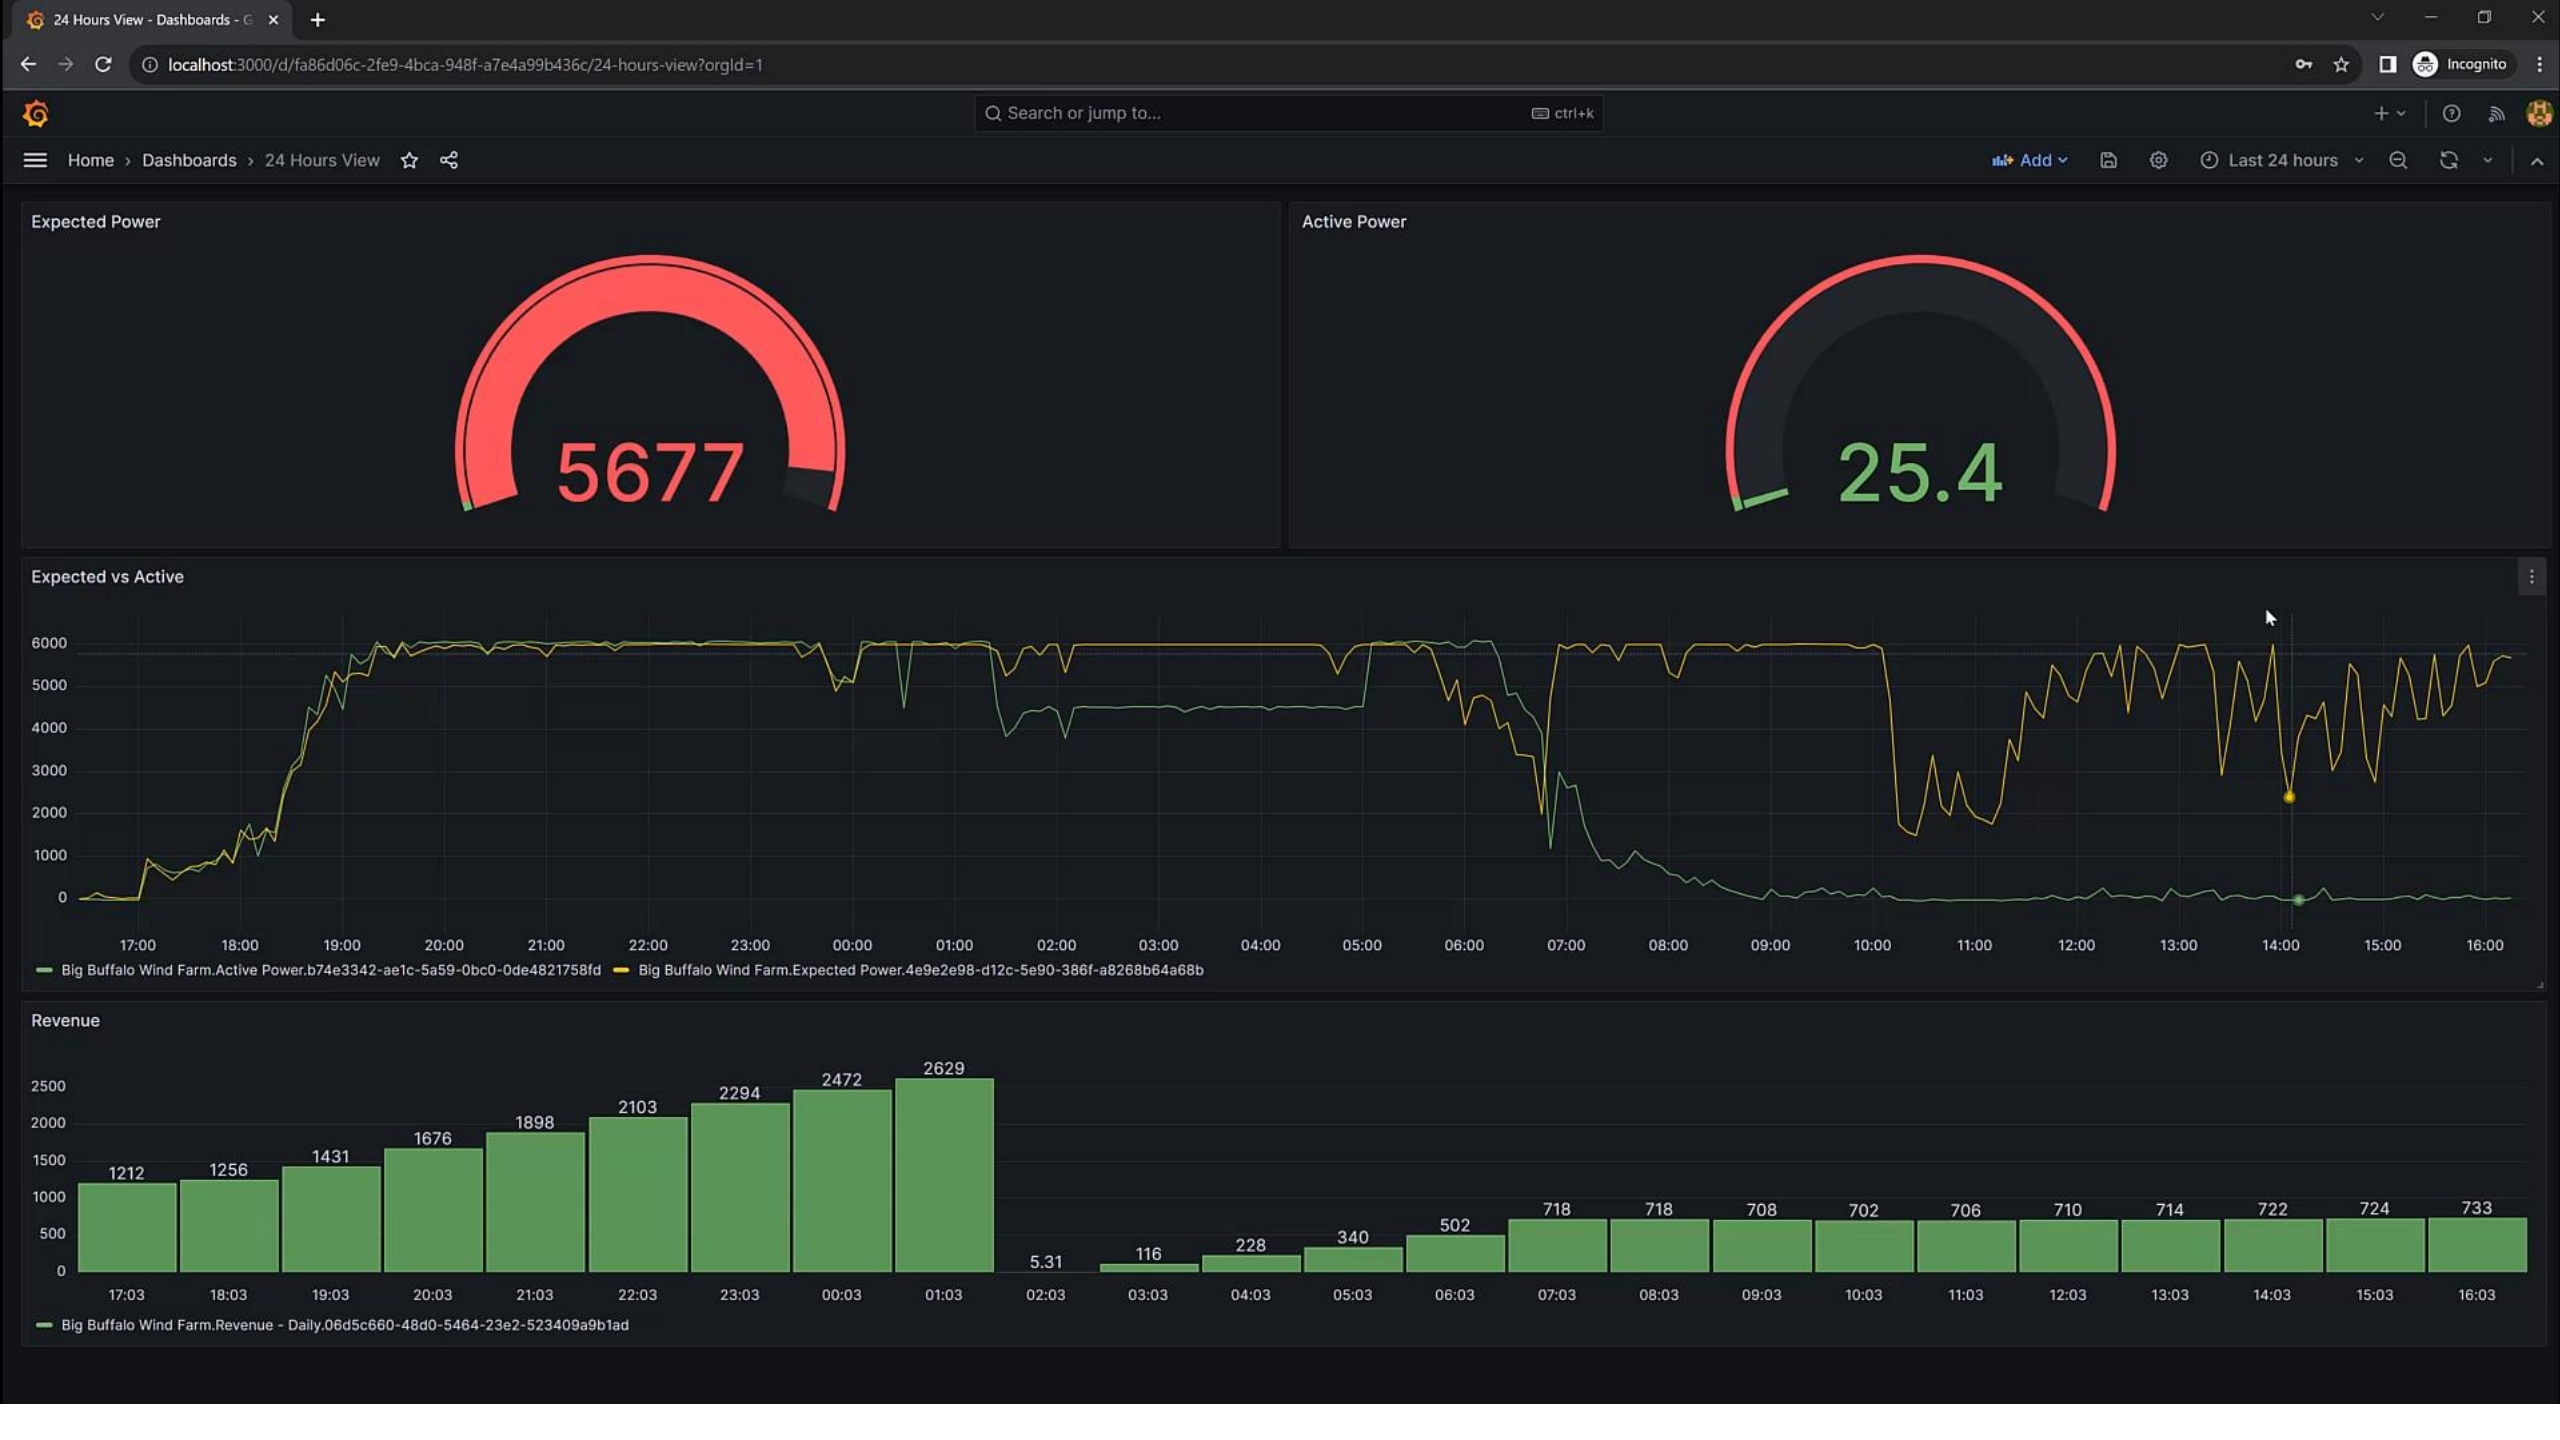 24 Hours View - Dashboards - G
localhost:3000/d/fa86d06c-2fe9-4bca-948f-a7e4a99b436c/24-hours-view?orgId=1
Incognito
Search or jump to...
ctrl+k
Home › Dashboards › 24 Hours View
Add
Last 24 hours
Expected Power
5677
Active Power
25.4
Expected vs Active
6000
5000
4000
3000
2000
1000
0
17:00 18:00 19:00 20:00 21:00 22:00 23:00 00:00 01:00 02:00 03:00 04:00 05:00 06:00 07:00 08:00 09:00 10:00 11:00 12:00 13:00 14:00 15:00 16:00
Big Buffalo Wind Farm.Active Power.b74e3342-ae1c-5a59-0bc0-0de4821758fd Big Buffalo Wind Farm.Expected Power.4e9e2e98-d12c-5e90-386f-a8268b64a68b
Revenue
2500
2000
1500
1000
500
0
1212 1256 1431 1676 1898 2103 2294 2472 2629 5.31 116 228 340 502 718 718 708 702 706 710 714 722 724 733
17:03 18:03 19:03 20:03 21:03 22:03 23:03 00:03 01:03 02:03 03:03 04:03 05:03 06:03 07:03 08:03 09:03 10:03 11:03 12:03 13:03 14:03 15:03 16:03
Big Buffalo Wind Farm.Revenue - Daily.06d5c660-48d0-5464-23e2-523409a9b1ad